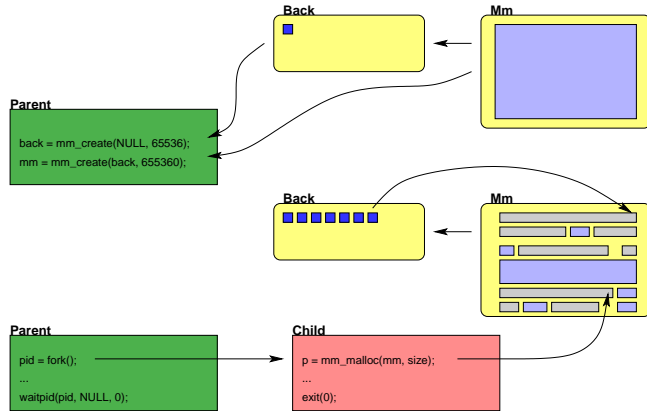 Back
Mm
Parent
back = mm_create(NULL, 65536);
mm = mm_create(back, 655360);
Back
Mm
Parent
pid = fork();
...
waitpid(pid, NULL, 0);
Child
p = mm_malloc(mm, size);
...
exit(0);